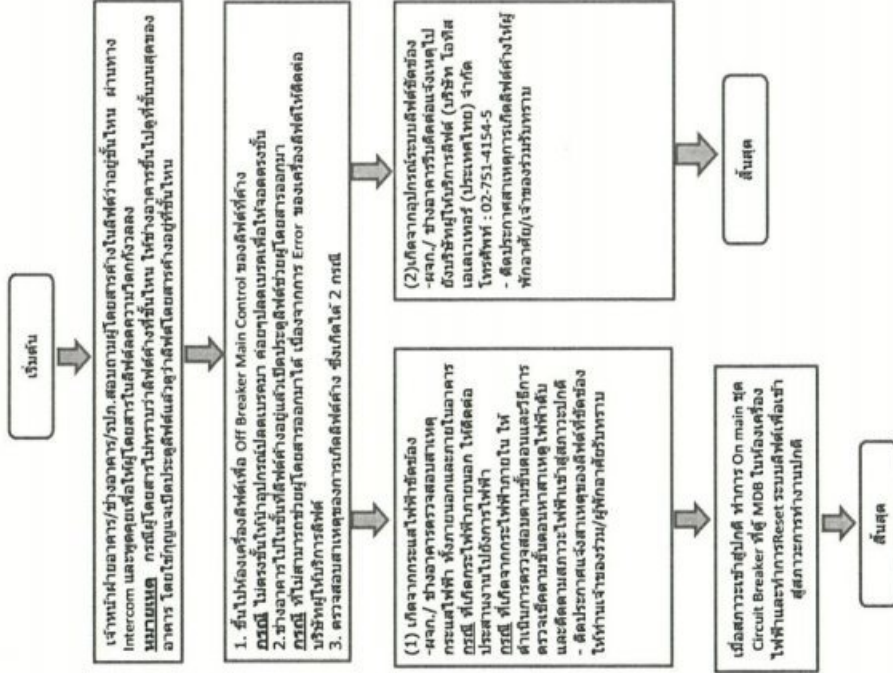 เริ่มต้น
เจ้าหน้าฝ่ายอาคาร/ช่างอาคาร/รปภ.สอบถามผู้โดยสารค้างในลิฟต์ว่าอยู่ชั้นไหน ผ่านทาง
Intercom และพูดคุยเพื่อให้ผู้โดยสารในลิฟต์ลดความวิตกกังวลลง
หมายเหตุ กรณีผู้โดยสารไม่ทราบว่าลิฟต์ค้างที่ชั้นไหน ให้ช่างอาคารขึ้นไปดูที่ชั้นบนสุดของ
อาคาร โดยใช้กุญแจเปิดประตูลิฟต์แล้วดูว่าลิฟต์โดยสารค้างอยู่ที่ชั้นไหน
1. ขึ้นไปห้องเครื่องลิฟต์เพื่อ Off Breaker Main Control ของลิฟต์ที่ค้าง
กรณี ไม่ตรงชั้นให้นำอุปกรณ์ปลดเบรคมา ค่อยๆปลดเบรคเพื่อให้จอดตรงชั้น
2.ช่างอาคารไปในชั้นที่ลิฟต์ค้างอยู่แล้วเปิดประตูลิฟต์ช่วยผู้โดยสารออกมา
กรณี ที่ไม่สามารถช่วยผู้โดยสารออกมาได้ เนื่องจากการ Error ของเครื่องลิฟต์ให้ติดต่อ
บริษัทผู้ให้บริการลิฟต์
3. ตรวจสอบสาเหตุของการเกิดลิฟต์ค้าง ซึ่งเกิดได้ 2 กรณี
(1) เกิดจากกระแสไฟฟ้าขัดข้อง
-ผจก./ ช่างอาคารตรวจสอบสาเหตุ
กระแสไฟฟ้า ทั้งภายนอกและภายในอาคาร
กรณี ที่เกิดกระไฟฟ้าภายนอก ให้ติดต่อ
ประสานงานไปยังการไฟฟ้า
กรณี ที่เกิดจากกระไฟฟ้าภายใน ให้
ดำเนินการตรวจสอบตามขั้นตอนและวิธีการ
ตรวจเช็คตามขั้นตอนหาสาเหตุไฟฟ้าดับ
และติดตามสภาวะไฟฟ้าเข้าสู่สภาวะปกติ
- ติดประกาศแจ้งสาเหตุของลิฟต์ที่ขัดข้อง
ให้ท่านเจ้าของร่วม/ผู้พักอาศัยรับทราบ
(2)เกิดจากอุปกรณ์ระบบลิฟต์ขัดข้อง
-ผจก./ ช่างอาคารรีบติดต่อแจ้งเหตุไป
ยังบริษัทผู้ให้บริการลิฟต์ (บริษัท โอทิส
เอเลเวเทอร์ (ประเทศไทย) จำกัด
โทรศัพท์ : 02-751-4154-5
- ติดประกาศสาเหตุการเกิดลิฟต์ค้างให้ผู้
พักอาศัย/เจ้าของร่วมรับทราบ
เมื่อสภาวะเข้าสู่ปกติ ทำการ On main ชุด
Circuit Breaker ที่ตู้ MDB ในห้องเครื่อง
ไฟฟ้าและทำการReset ระบบลิฟต์เพื่อเข้า
สู่สภาวะการทำงานปกติ
สิ้นสุด
สิ้นสุด